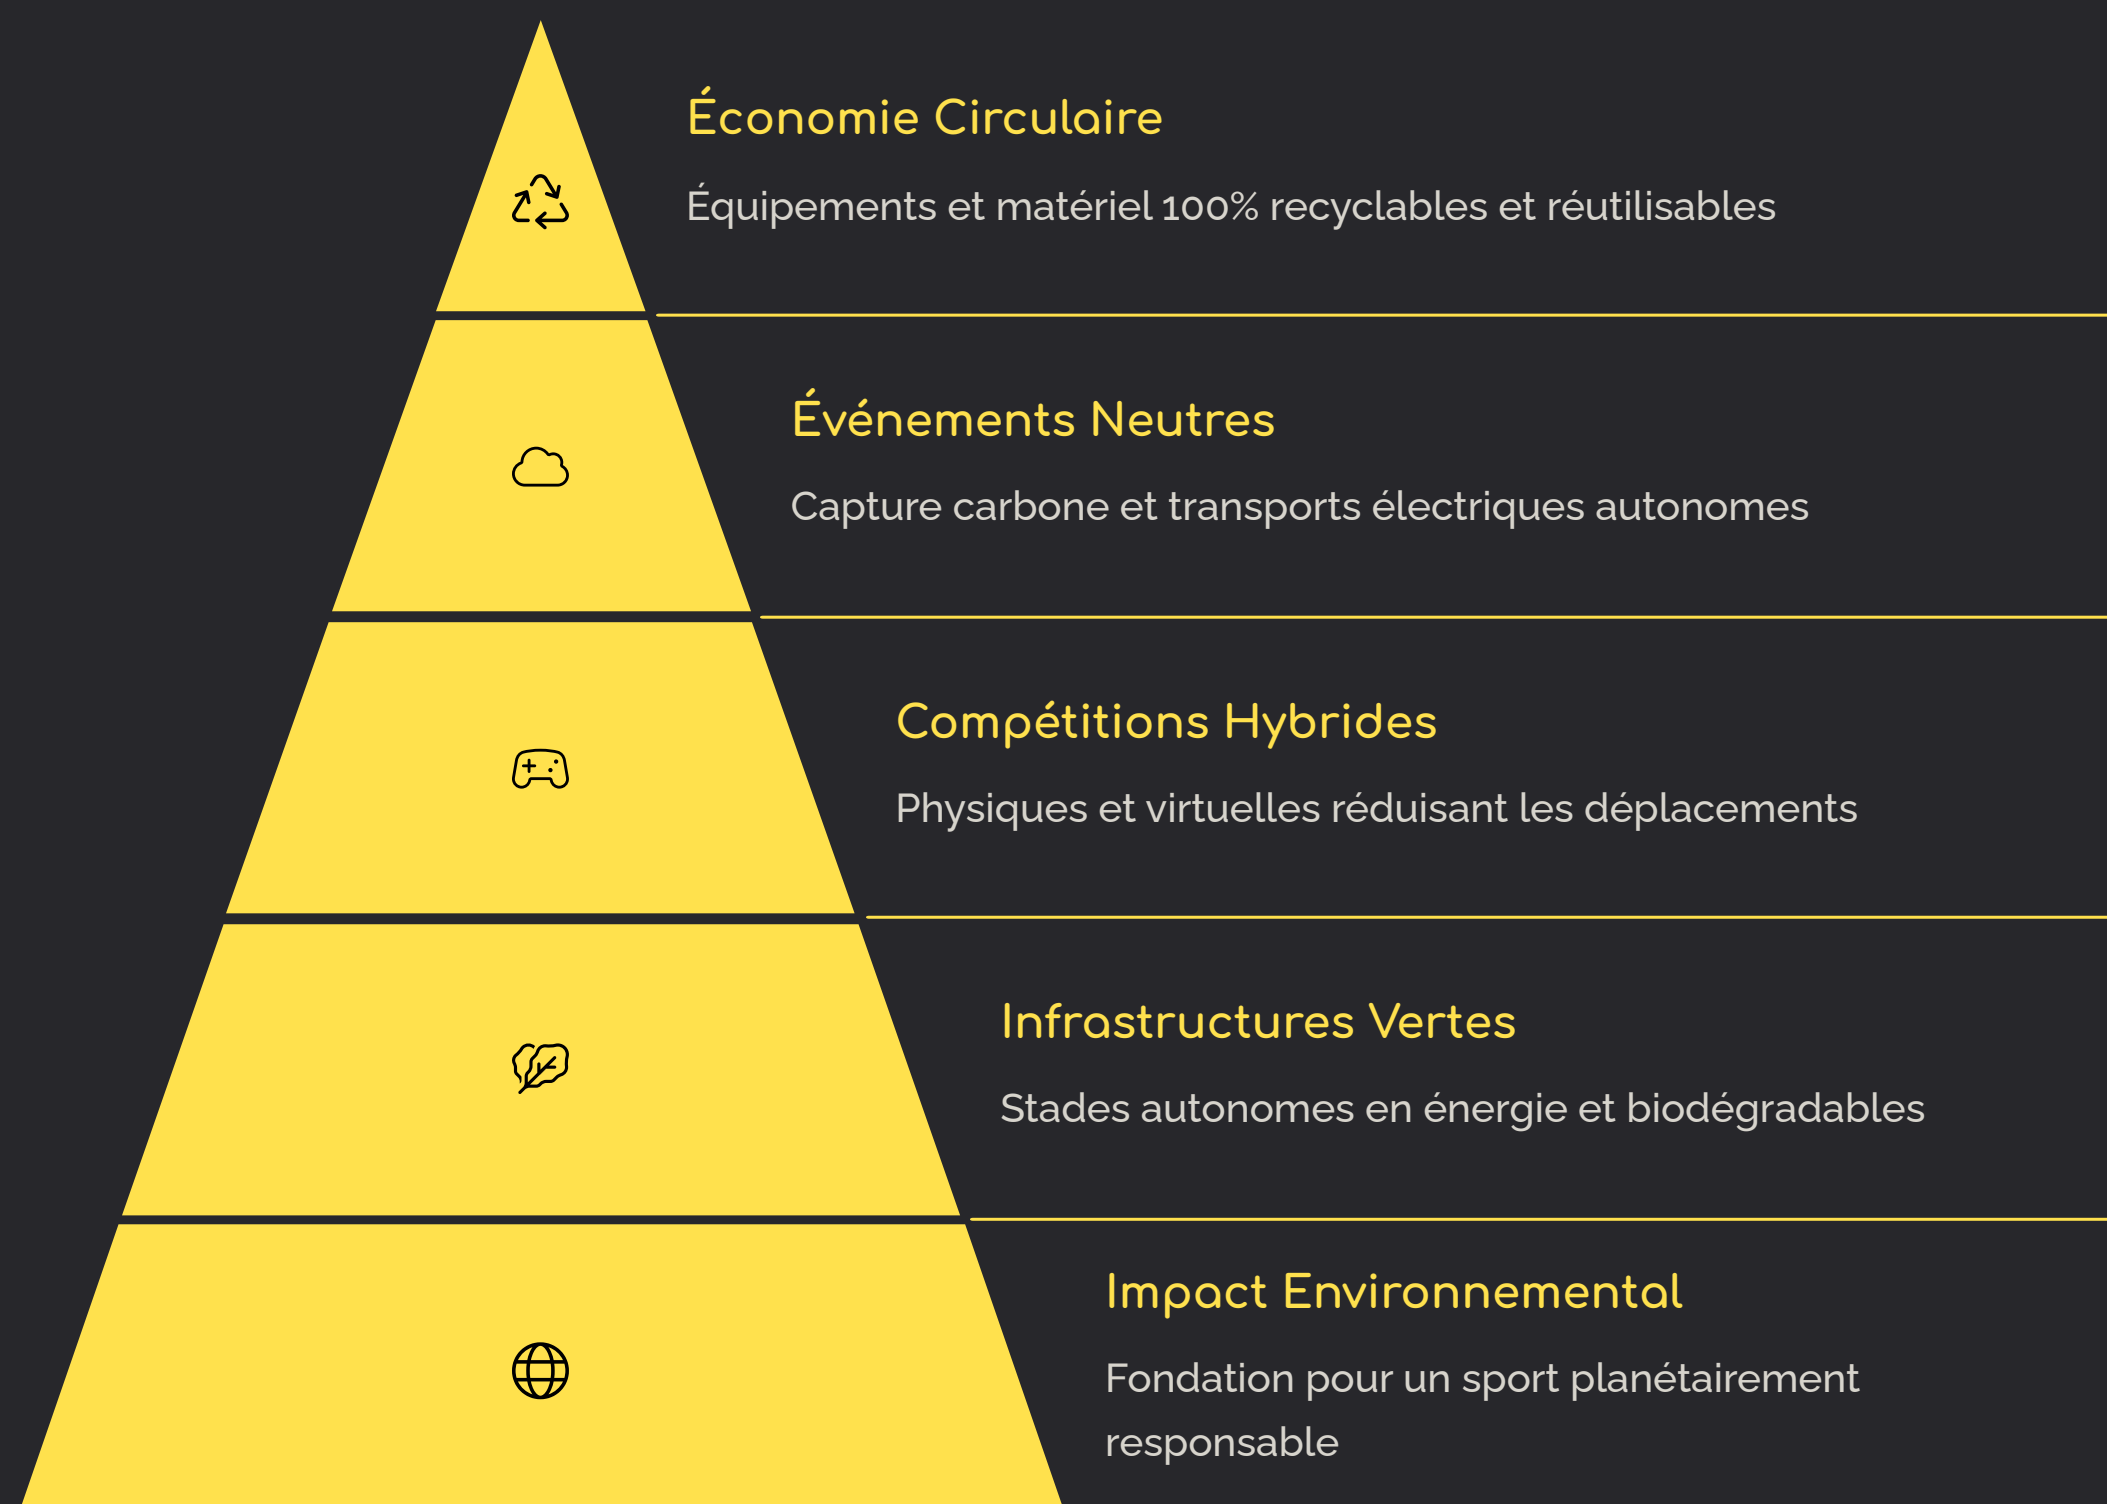 Économie Circulaire
Équipements et matériel 100% recyclables et réutilisables
Événements Neutres
Capture carbone et transports électriques autonomes
Compétitions Hybrides
Physiques et virtuelles réduisant les déplacements
Infrastructures Vertes
Stades autonomes en énergie et biodégradables
Impact Environnemental
Fondation pour un sport planétairement
responsable